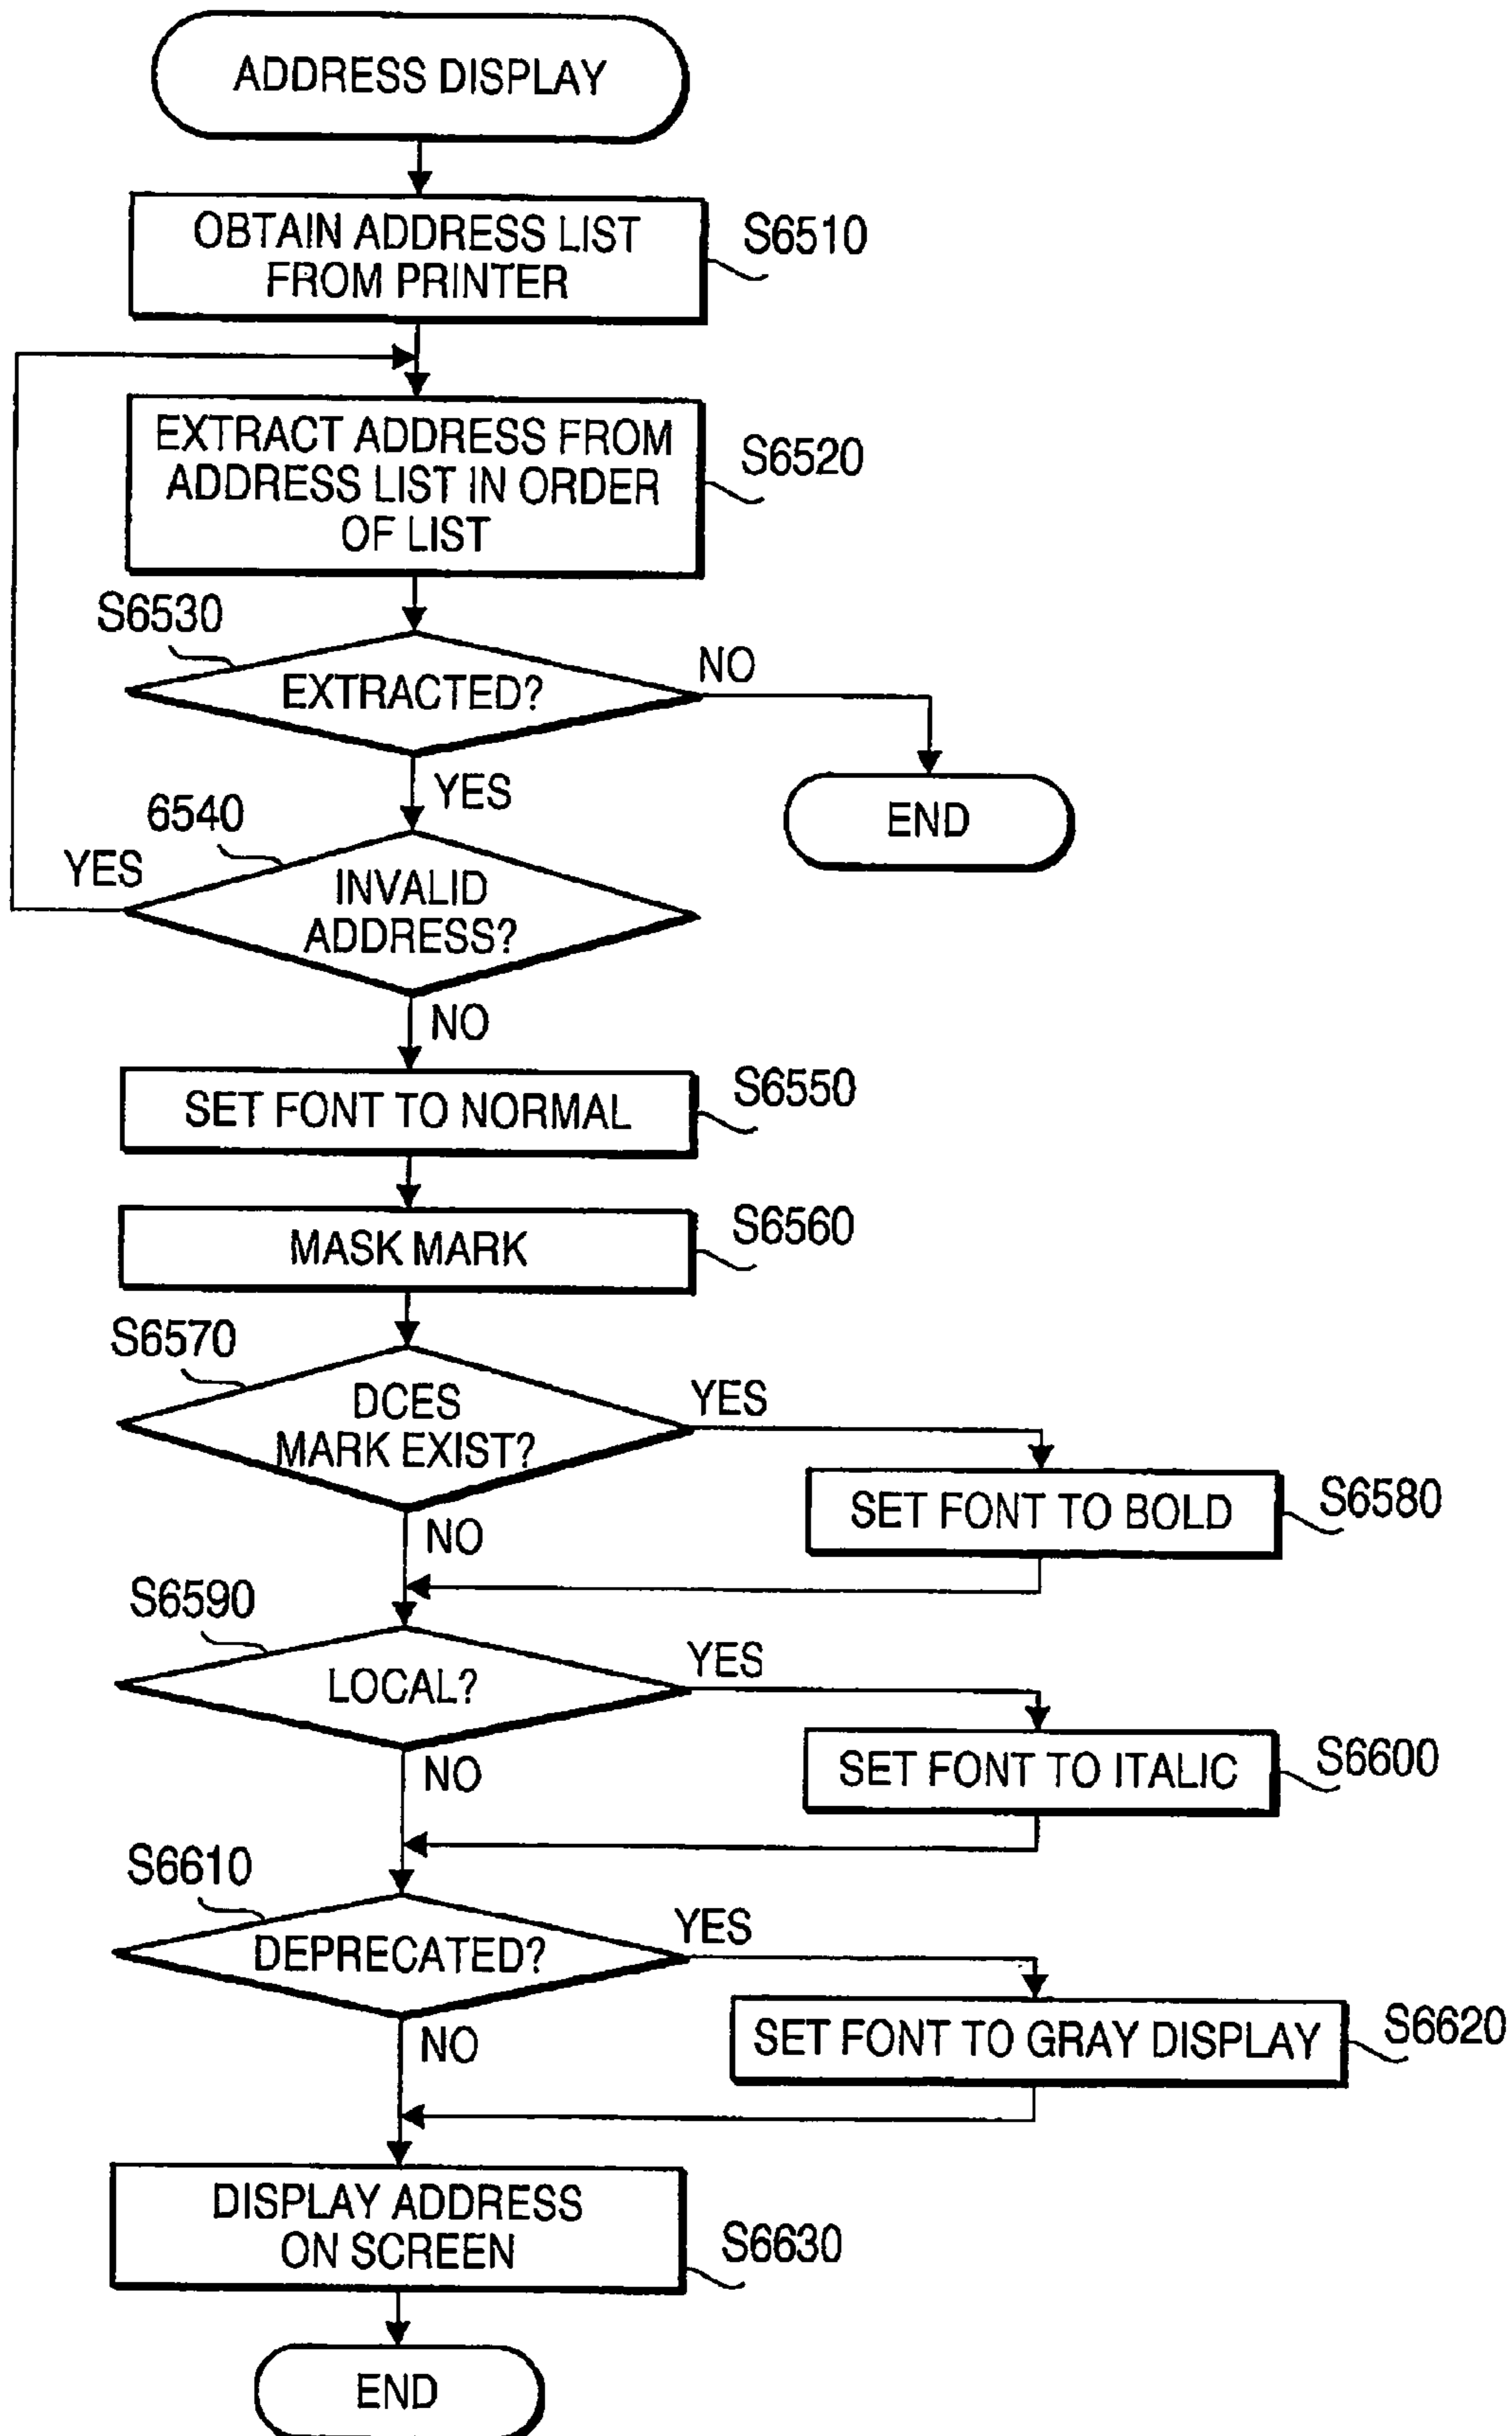 ADDRESS DISPLAY
OBTAIN ADDRESS LIST
FROM PRINTER
S6510
EXTRACT ADDRESS FROM
ADDRESS LIST IN ORDER
OF LIST
S6520
S6530
EXTRACTED?
NO
YES
END
6540
YES
INVALID
ADDRESS?
NO
SET FONT TO NORMAL
S6550
MASK MARK
S6560
S6570
DCES
MARK EXIST?
YES
SET FONT TO BOLD
S6580
NO
S6590
LOCAL?
YES
SET FONT TO ITALIC
S6600
NO
S6610
DEPRECATED?
YES
SET FONT TO GRAY DISPLAY
S6620
NO
DISPLAY ADDRESS
ON SCREEN
S6630
END